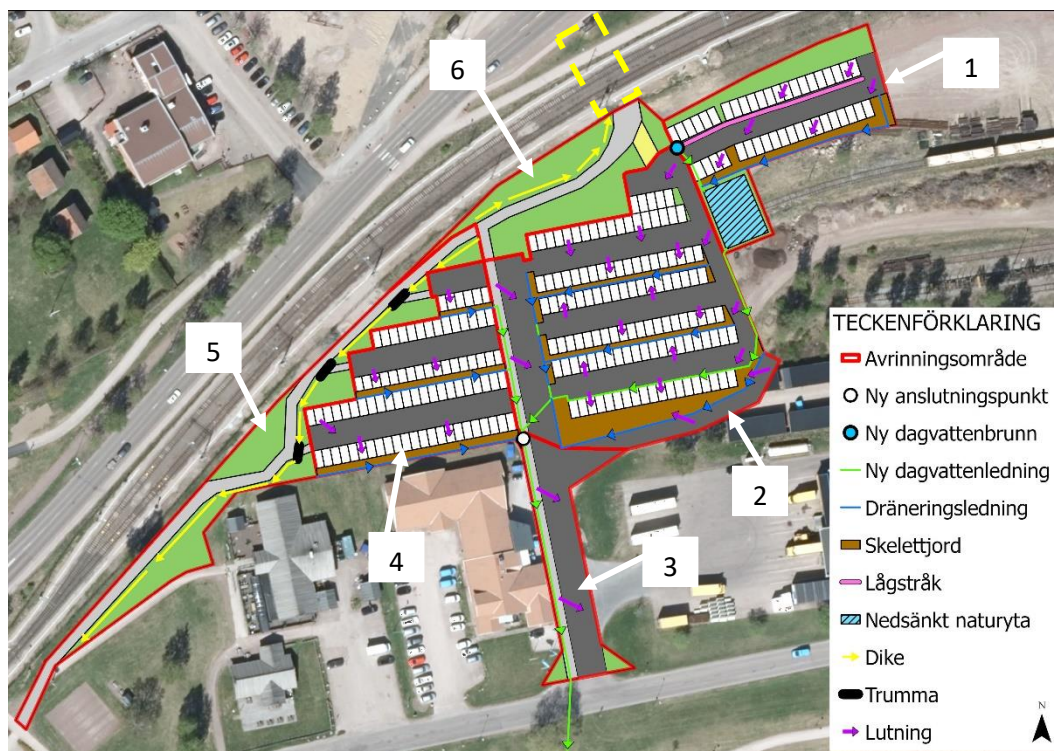 6
1
5
2
4
3
TECKENFÖRKLARING
Avrinningsområde
Ny anslutningspunkt
Ny dagvattenbrunn
Ny dagvattenledning
Dräneringsledning
Skelettjord
Lågstråk
Nedsänkt naturyta
Dike
Trumma
Lutning
N